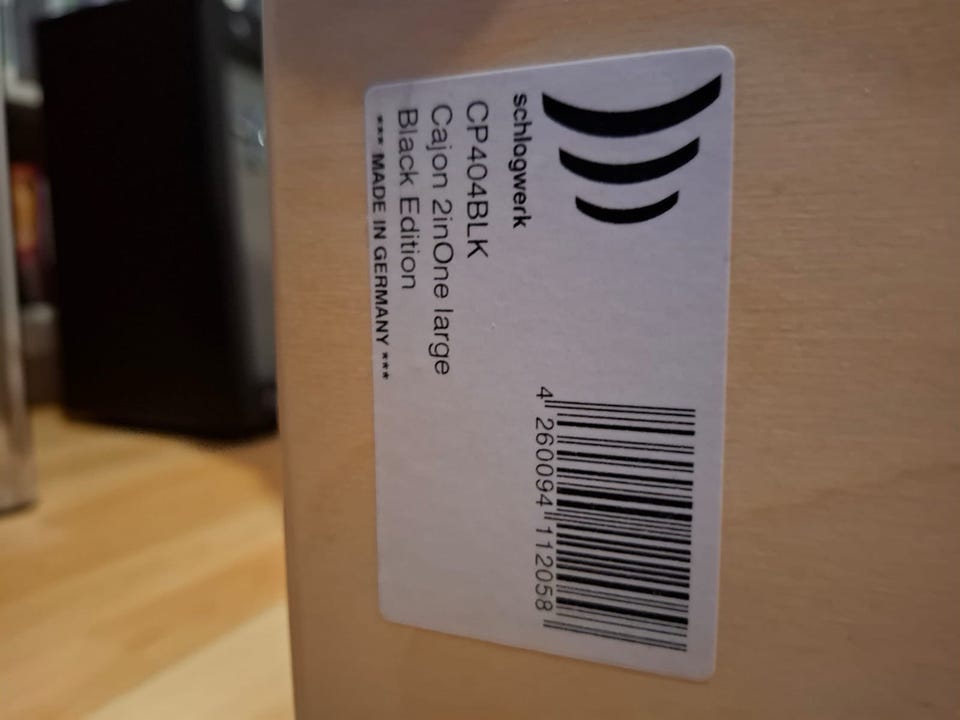 schlagwerk
CP404BLK
Cajon 2inOne large
Black Edition
*** MADE IN GERMANY ***
4 260094 112058